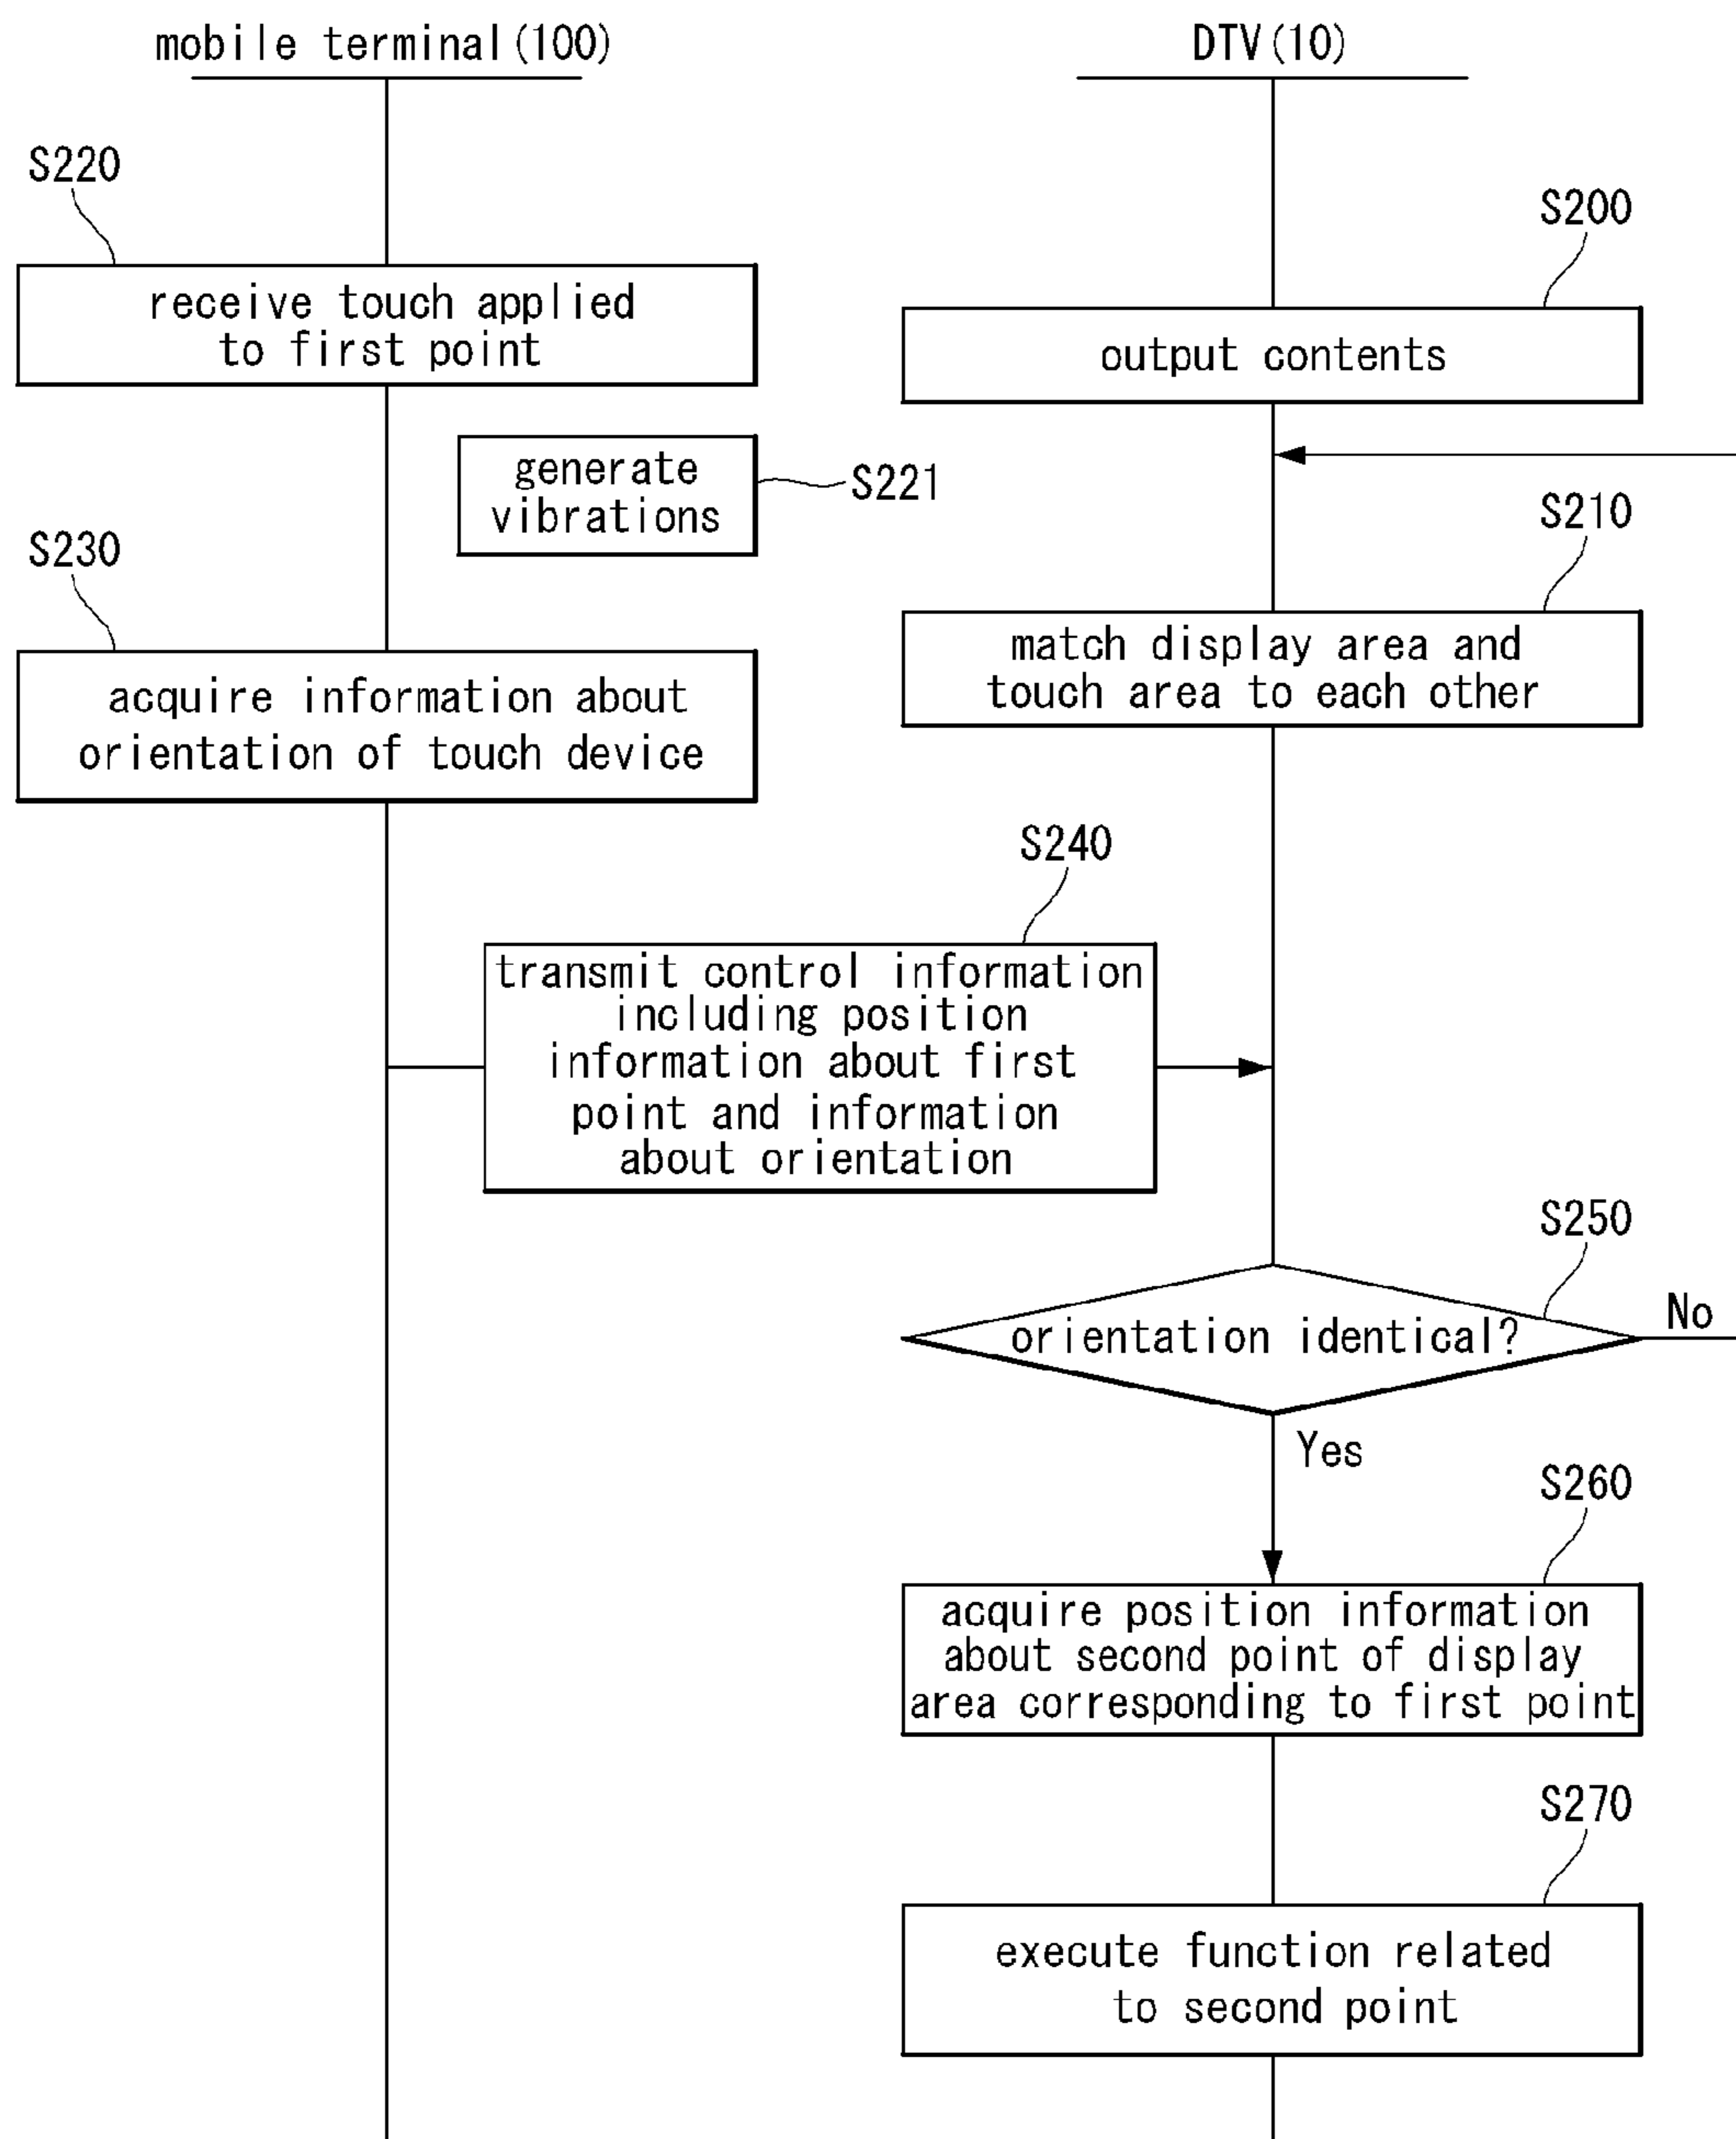 mobile terminal(100)
DTV(10)
S220
receive touch applied
to first point
S200
output contents
generate
vibrations
S221
S210
match display area and
touch area to each other
S230
acquire information about
orientation of touch device
S240
transmit control information
including position
information about first
point and information
about orientation
S250
orientation identical?
No
Yes
S260
acquire position information
about second point of display
area corresponding to first point
S270
execute function related
to second point